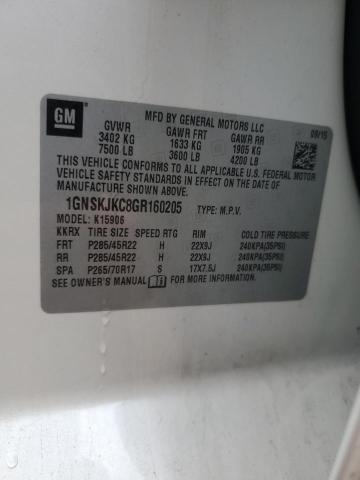 GM
MFD BY GENERAL MOTORS LLC
09/15
GVWR GAWR FRT GAWR RR
3402 KG 1633 KG 1905 KG
7500 LB 3600 LB 4200 LB
THIS VEHICLE CONFORMS TO ALL APPLICABLE U.S. FEDERAL MOTOR
VEHICLE SAFETY STANDARDS IN EFFECT ON THE DATE OF
MANUFACTURE SHOWN ABOVE.
1GNSKJKC8GR160205 TYPE: M.P.V.
MODEL: K15906
KKRX TIRE SIZE SPEED RTG RIM COLD TIRE PRESSURE
FRT P285/45R22 H 22X9J 240KPA(35PSI)
RR P285/45R22 H 22X9J 240KPA(35PSI)
SPA P265/70R17 S 17X7.5J 240KPA(35PSI)
SEE OWNER'S MANUAL FOR MORE INFORMATION.